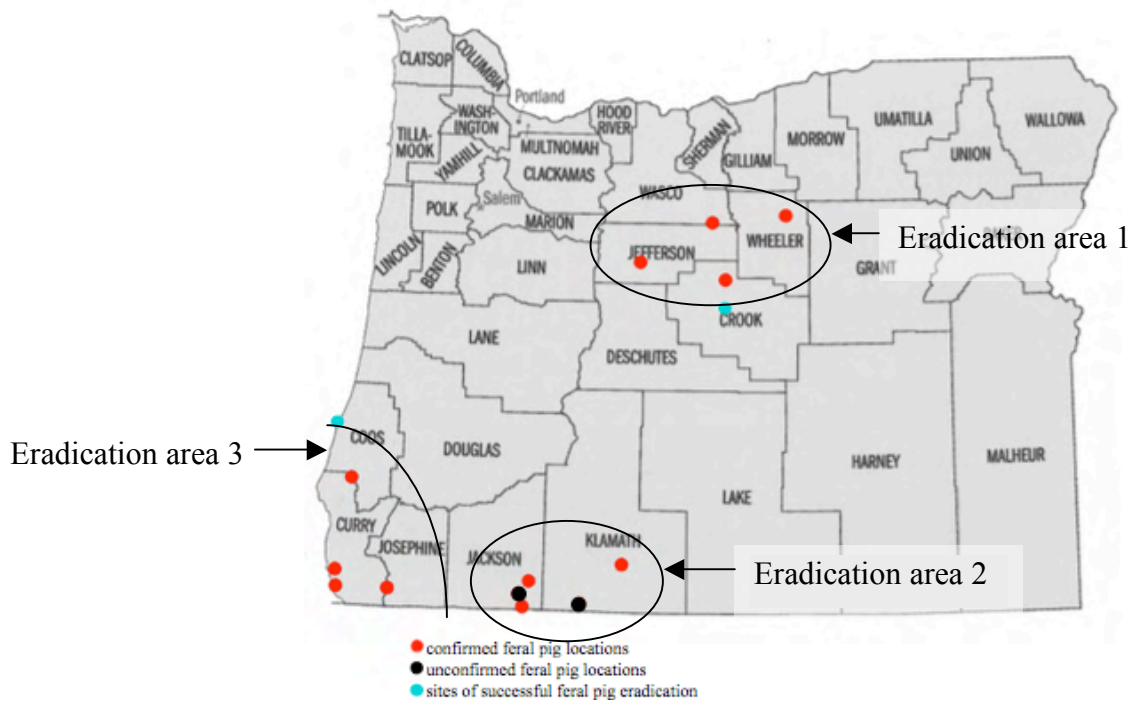 CLATSOP
COLUMBIA
Portland
WASH-
INGTON
HOOD
RIVER
TILLA-
MOOK
YAMHILL
MULTNOMAH
CLACKAMAS
SHERMAN
GILLIAM
MORROW
UMATILLA
UNION
WALLOWA
POLK
Salem
MARION
WASCO
LINCOLN
BENTON
LINN
JEFFERSON
WHEELER
Eradication area 1
GRANT
BAKER
CROOK
LANE
DESCHUTES
Eradication area 3
COOS
DOUGLAS
HARNEY
MALHEUR
LAKE
CURRY
JOSEPHINE
JACKSON
KLAMATH
Eradication area 2
confirmed feral pig locations
unconfirmed feral pig locations
sites of successful feral pig eradication